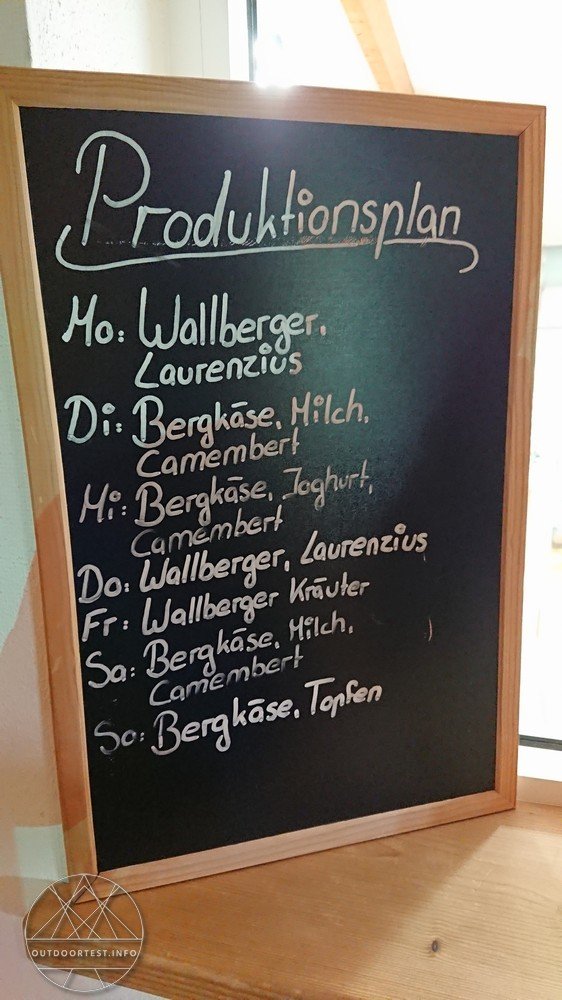 Produktionsplan
Mo: Wallberger,
Laurenzius
Di: Bergkäse, Milch,
Camembert
Mi: Bergkäse, Joghurt,
Camembert
Do: Wallberger, Laurenzius
Fr: Wallberger Kräuter
Sa: Bergkäse, Milch,
Camembert
So: Bergkäse, Topfen
OUTDOORTEST.INFO